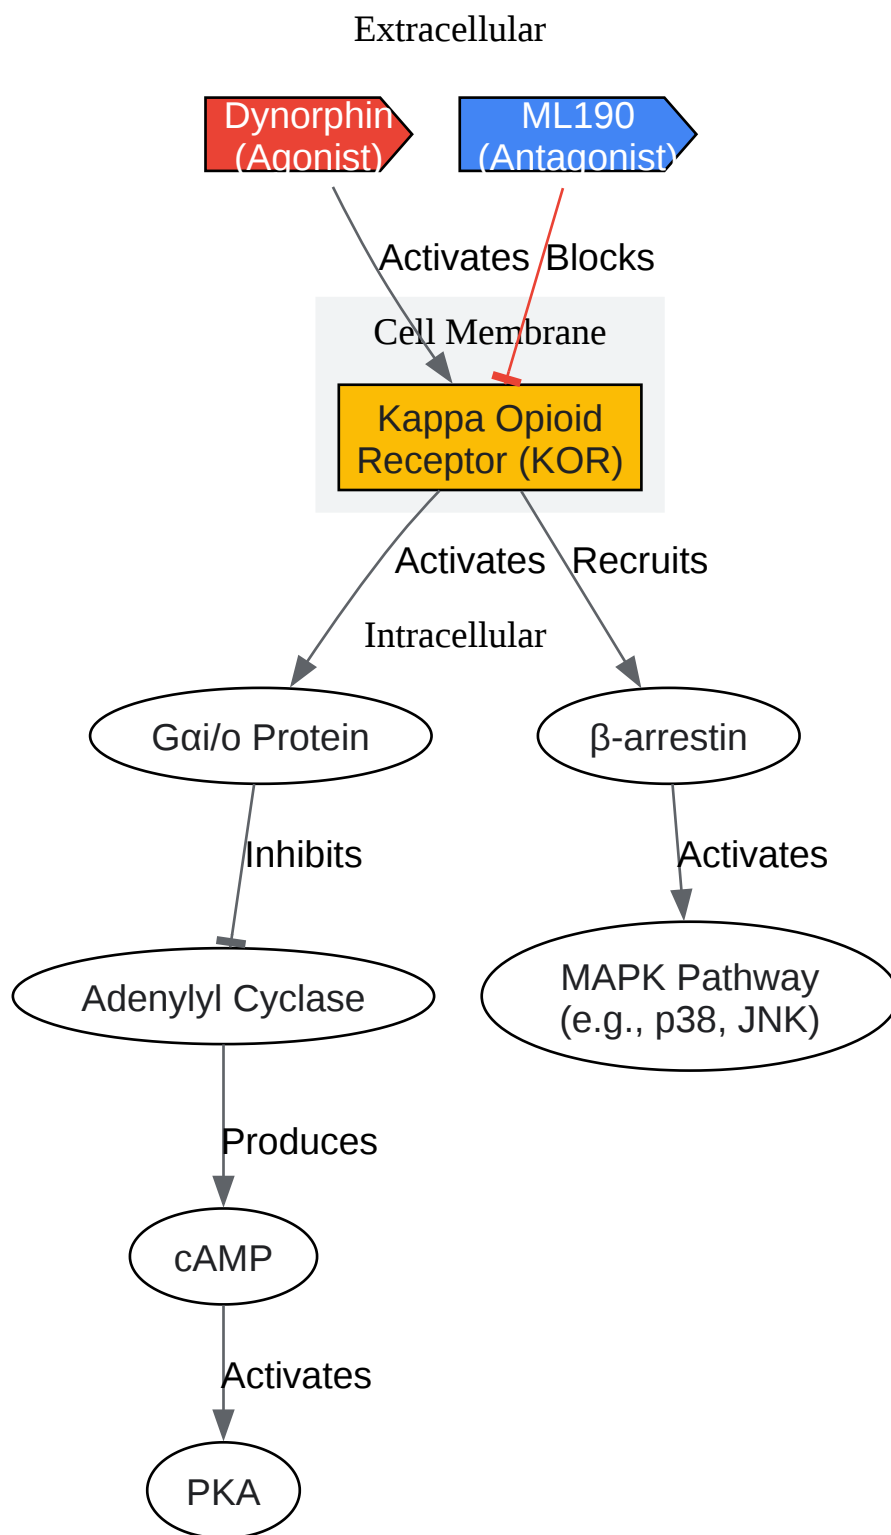 Extracellular
Dynorphin
(Agonist)
ML190
(Antagonist)
Activates
Blocks
Cell Membrane
Kappa Opioid
Receptor (KOR)
Activates
Recruits
Intracellular
Gαi/o Protein
β-arrestin
Inhibits
Activates
Adenylyl Cyclase
MAPK Pathway
(e.g., p38, JNK)
Produces
cAMP
Activates
PKA